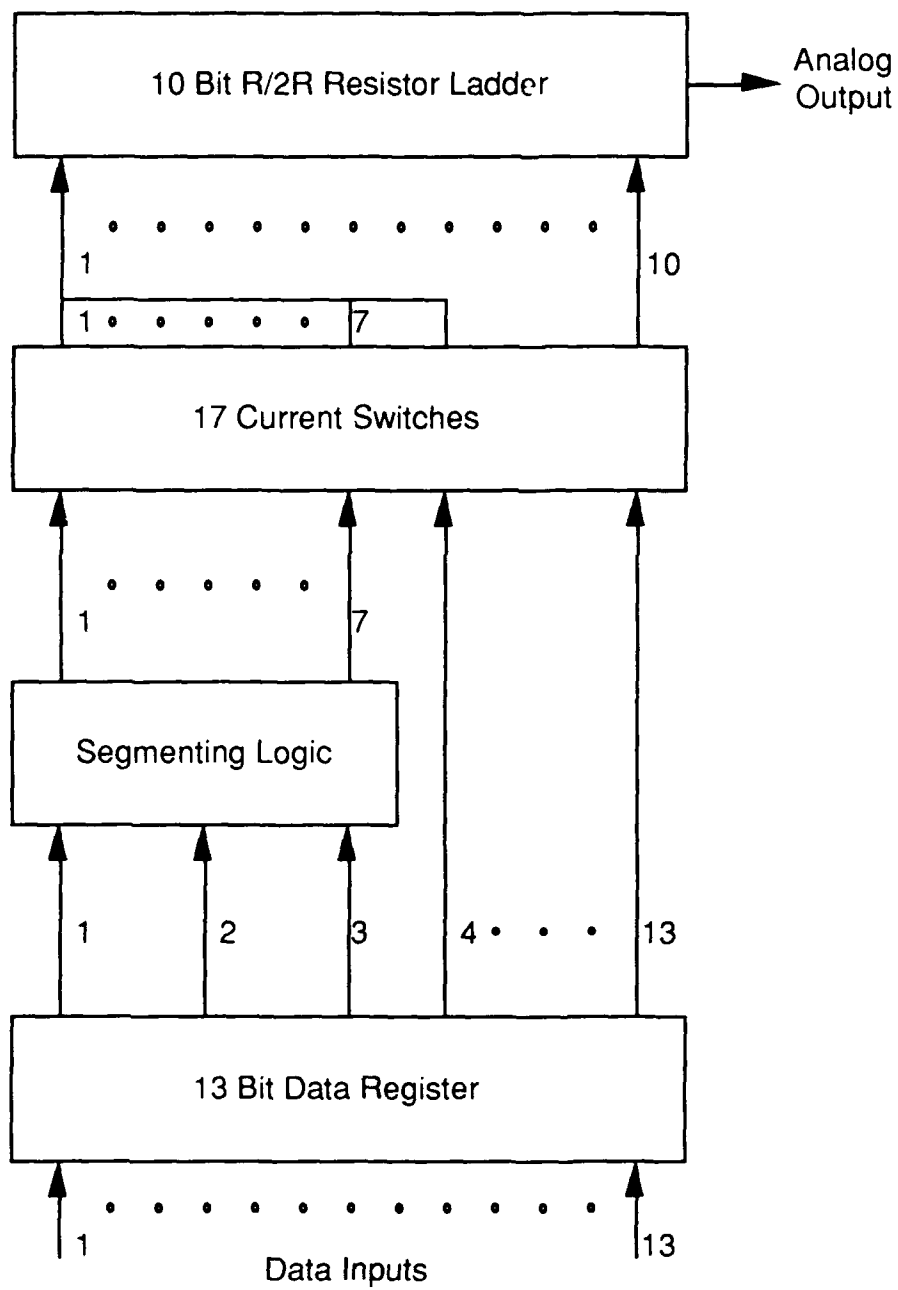 10 Bit R/2R Resistor Ladder
Analog
Output
1
10
1
7
17 Current Switches
1
7
Segmenting Logic
1
2
3
4
13
13 Bit Data Register
1
13
Data Inputs